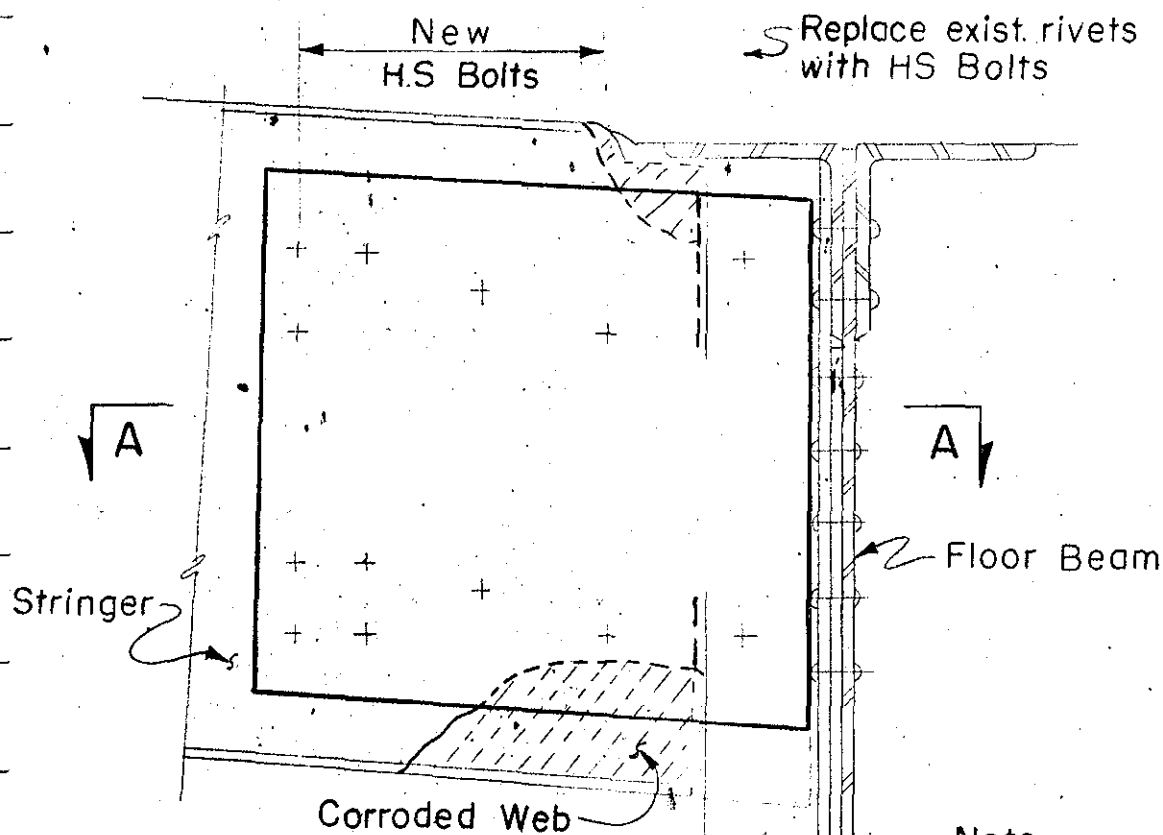 New
H.S Bolts
Replace exist. rivets
with HS Bolts
A
A
Floor Beam
Stringer
Corroded Web
Note